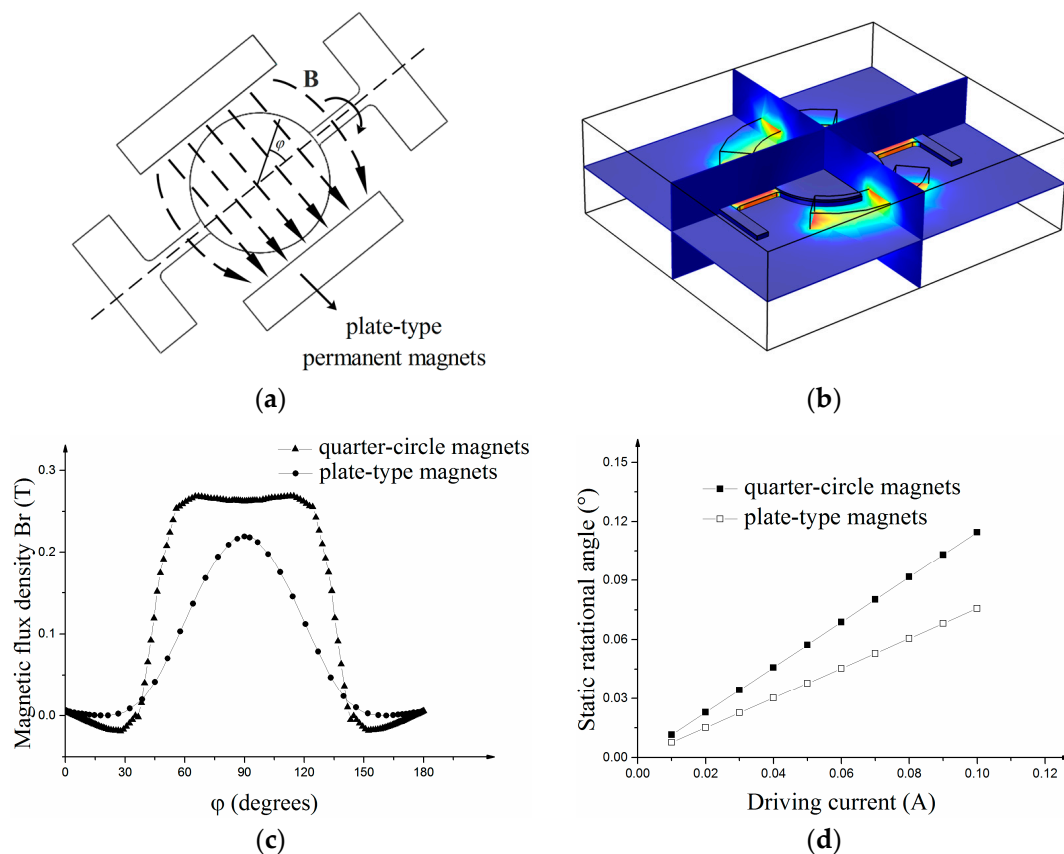 B
φ
plate-type
permanent magnets
(a)
(b)
quarter-circle magnets
plate-type magnets
Magnetic flux density Br (T)
0.3
0.2
0.1
0.0
0
30
60
90
120
150
180
φ (degrees)
(c)
quarter-circle magnets
plate-type magnets
Static ratational angle (°)
0.15
0.12
0.09
0.06
0.03
0.00
0.00
0.02
0.04
0.06
0.08
0.10
0.12
Driving current (A)
(d)